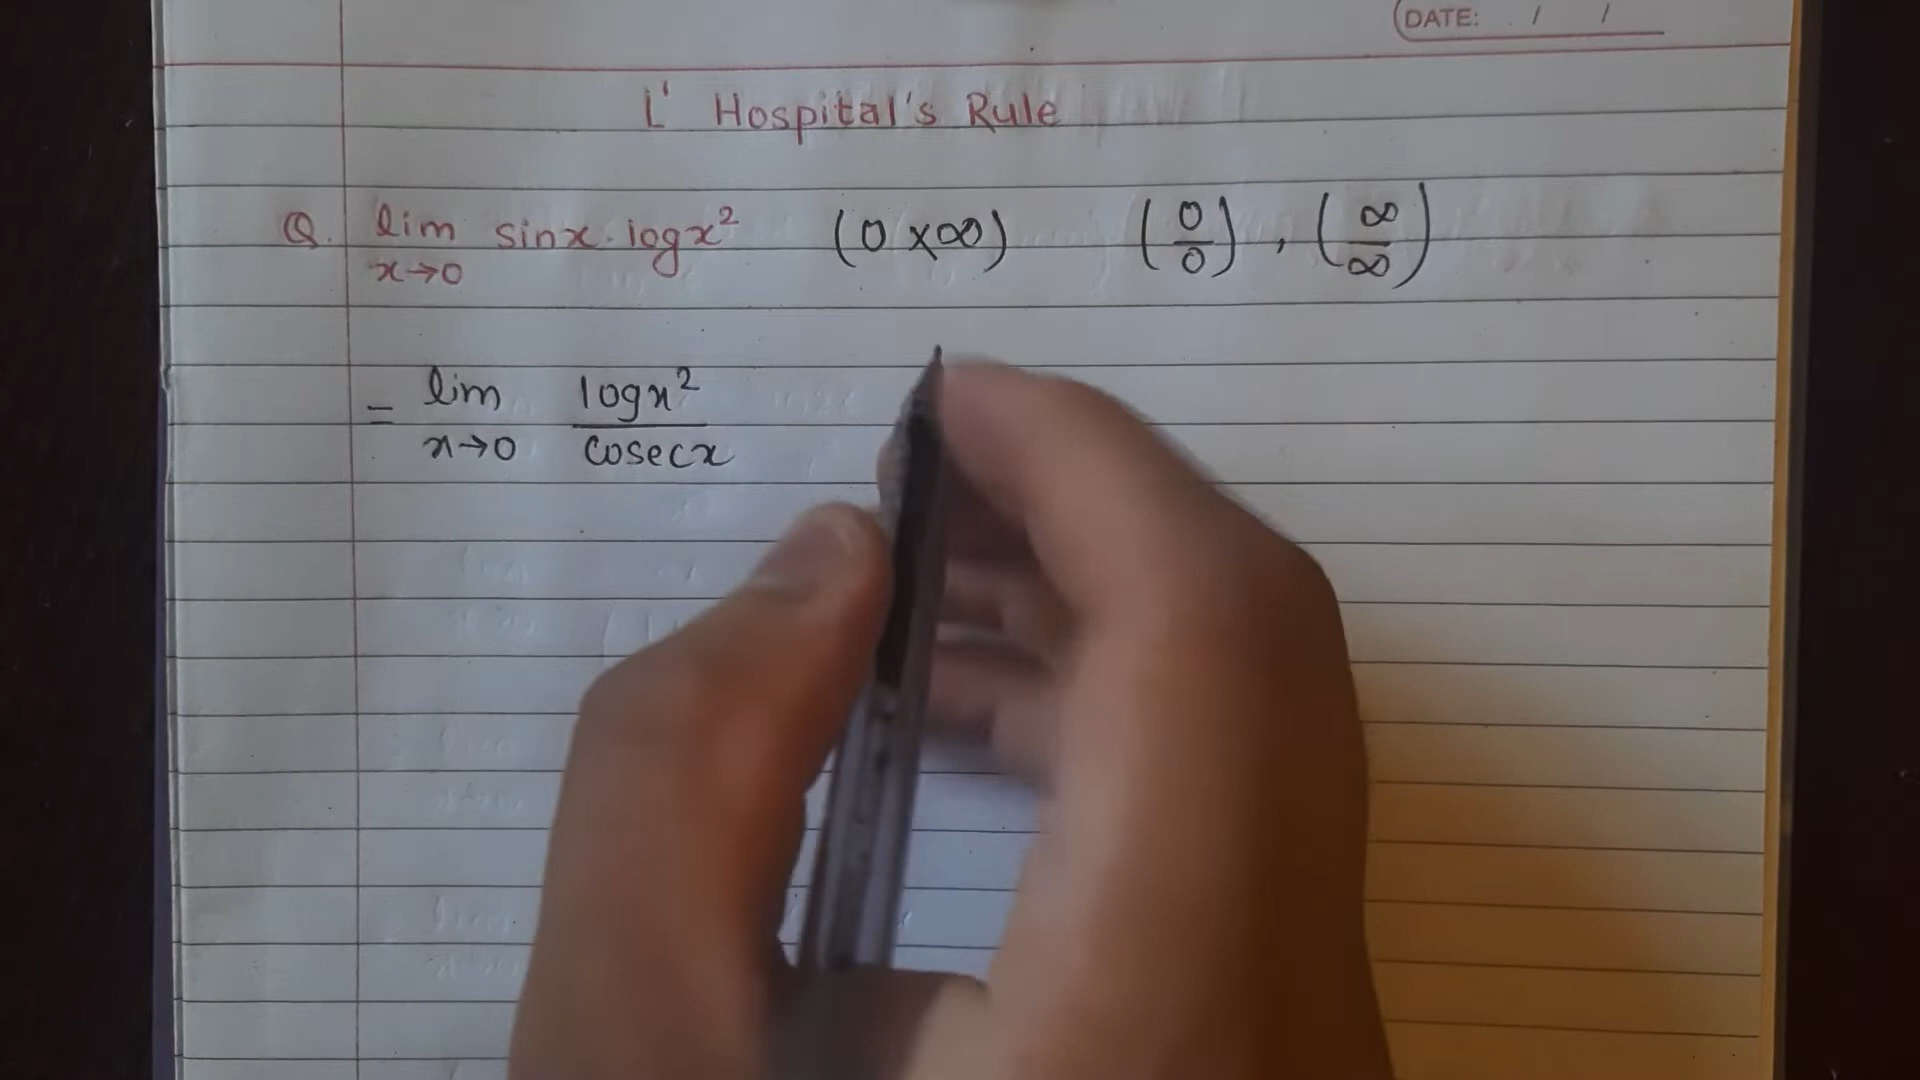 DATE: / /
L' Hospital's Rule
Q. lim x→0 sinx·logx² (0×∞) (0/0), (∞/∞)
= lim x→0 logx²/cosecx